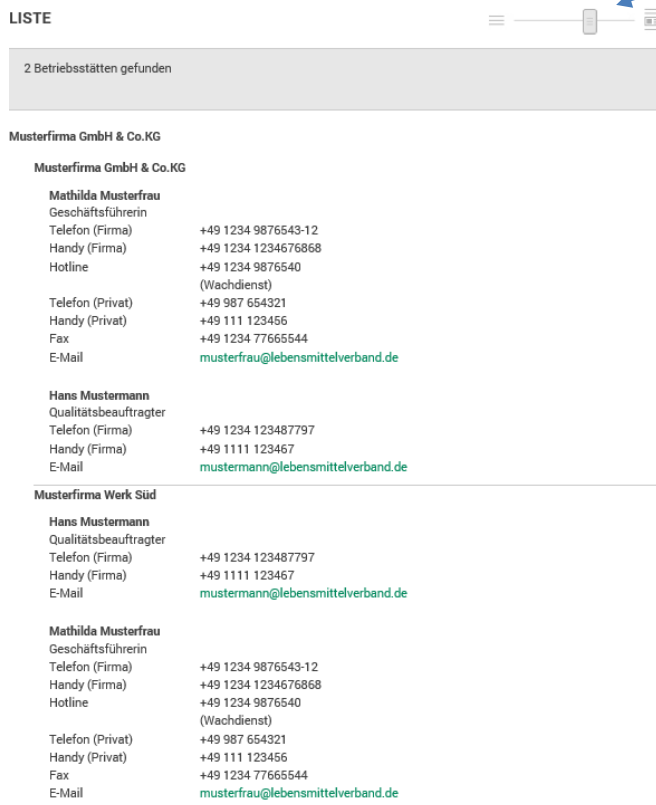 LISTE
2 Betriebsstätten gefunden
Musterfirma GmbH & Co.KG
Musterfirma GmbH & Co.KG
Mathilda Musterfrau
Geschäftsführerin
Telefon (Firma) +49 1234 9876543-12
Handy (Firma) +49 1234 1234676868
Hotline +49 1234 9876540
(Wachdienst)
Telefon (Privat) +49 987 654321
Handy (Privat) +49 111 123456
Fax +49 1234 77665544
E-Mail musterfrau@lebensmittelverband.de
Hans Mustermann
Qualitätsbeauftragter
Telefon (Firma) +49 1234 123487797
Handy (Firma) +49 1111 123467
E-Mail mustermann@lebensmittelverband.de
Musterfirma Werk Süd
Hans Mustermann
Qualitätsbeauftragter
Telefon (Firma) +49 1234 123487797
Handy (Firma) +49 1111 123467
E-Mail mustermann@lebensmittelverband.de
Mathilda Musterfrau
Geschäftsführerin
Telefon (Firma) +49 1234 9876543-12
Handy (Firma) +49 1234 1234676868
Hotline +49 1234 9876540
(Wachdienst)
Telefon (Privat) +49 987 654321
Handy (Privat) +49 111 123456
Fax +49 1234 77665544
E-Mail musterfrau@lebensmittelverband.de